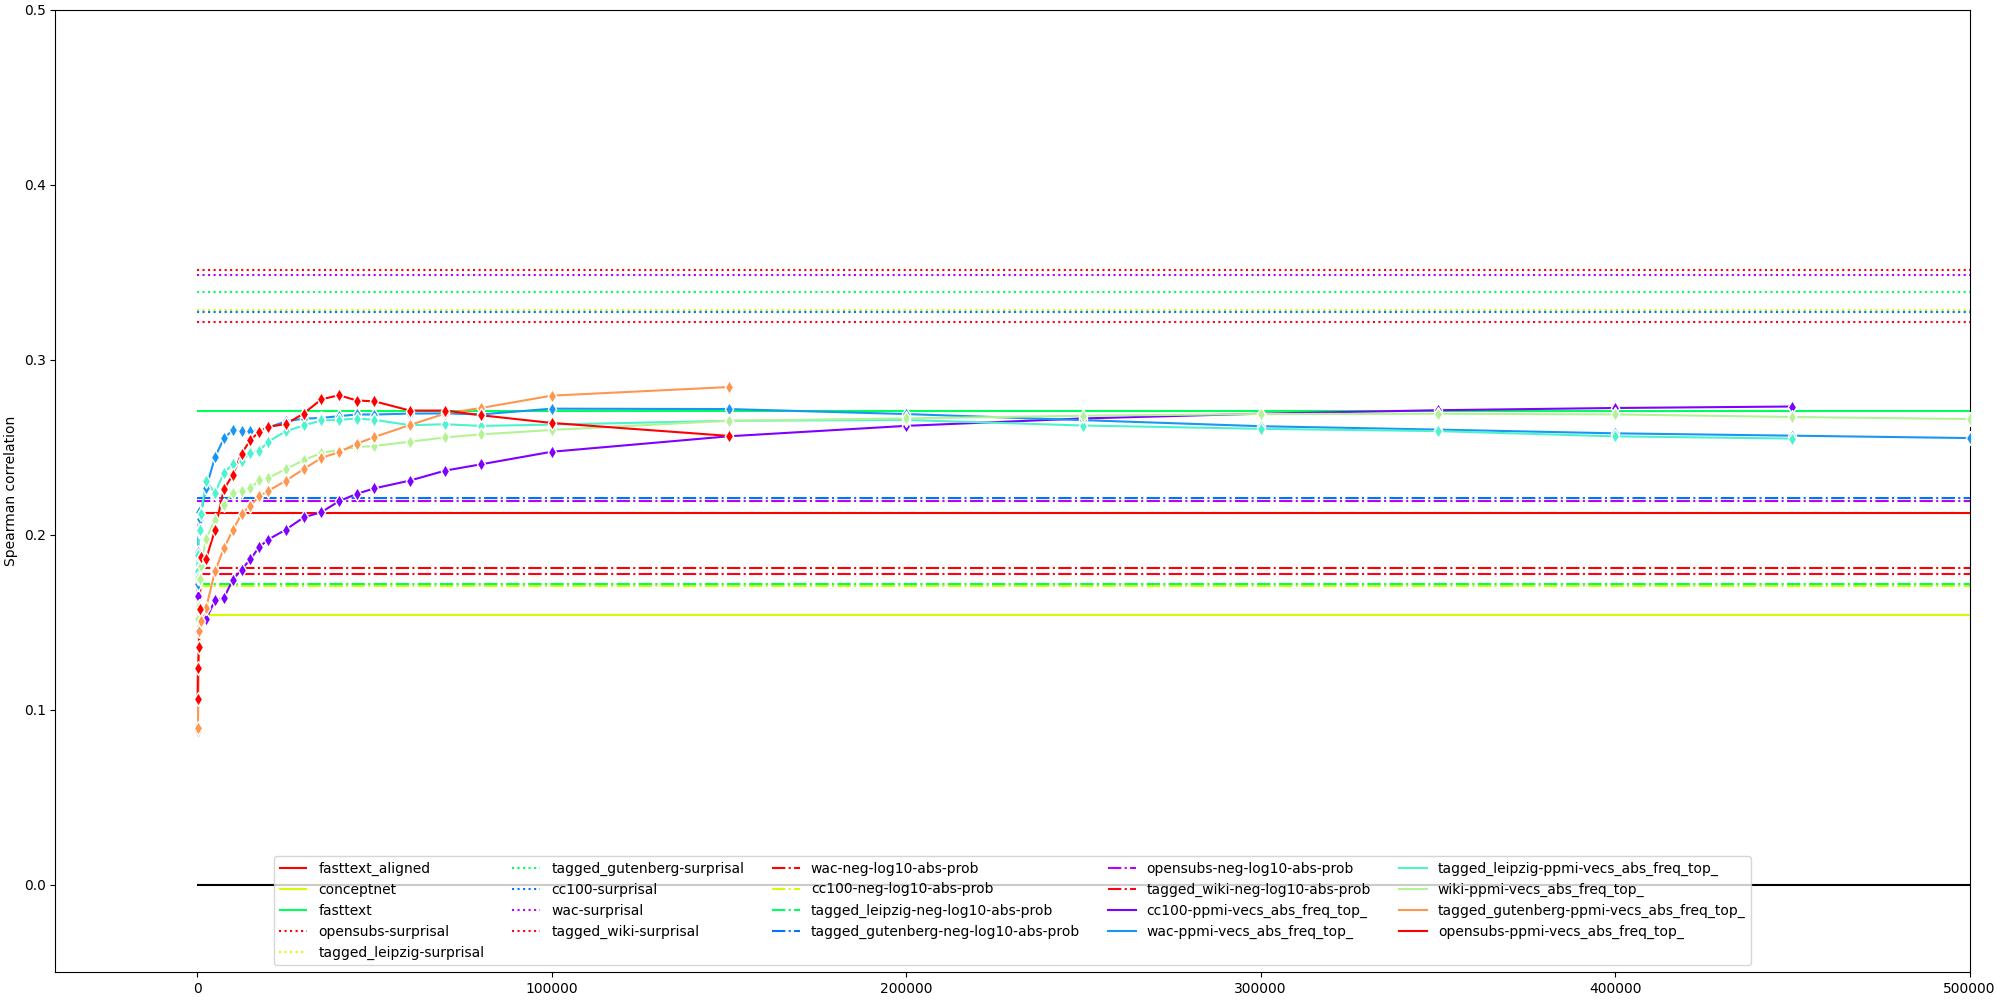 0.5
0.4
0.3
0.2
0.1
0.0
Spearman correlation
0
100000
200000
300000
400000
500000
fasttext_aligned
conceptnet
fasttext
opensubs-surprisal
tagged_leipzig-surprisal
tagged_gutenberg-surprisal
cc100-surprisal
wac-surprisal
tagged_wiki-surprisal
wac-neg-log10-abs-prob
cc100-neg-log10-abs-prob
tagged_leipzig-neg-log10-abs-prob
tagged_gutenberg-neg-log10-abs-prob
opensubs-neg-log10-abs-prob
tagged_wiki-neg-log10-abs-prob
cc100-ppmi-vecs_abs_freq_top_
wac-ppmi-vecs_abs_freq_top_
tagged_leipzig-ppmi-vecs_abs_freq_top_
wiki-ppmi-vecs_abs_freq_top_
tagged_gutenberg-ppmi-vecs_abs_freq_top_
opensubs-ppmi-vecs_abs_freq_top_